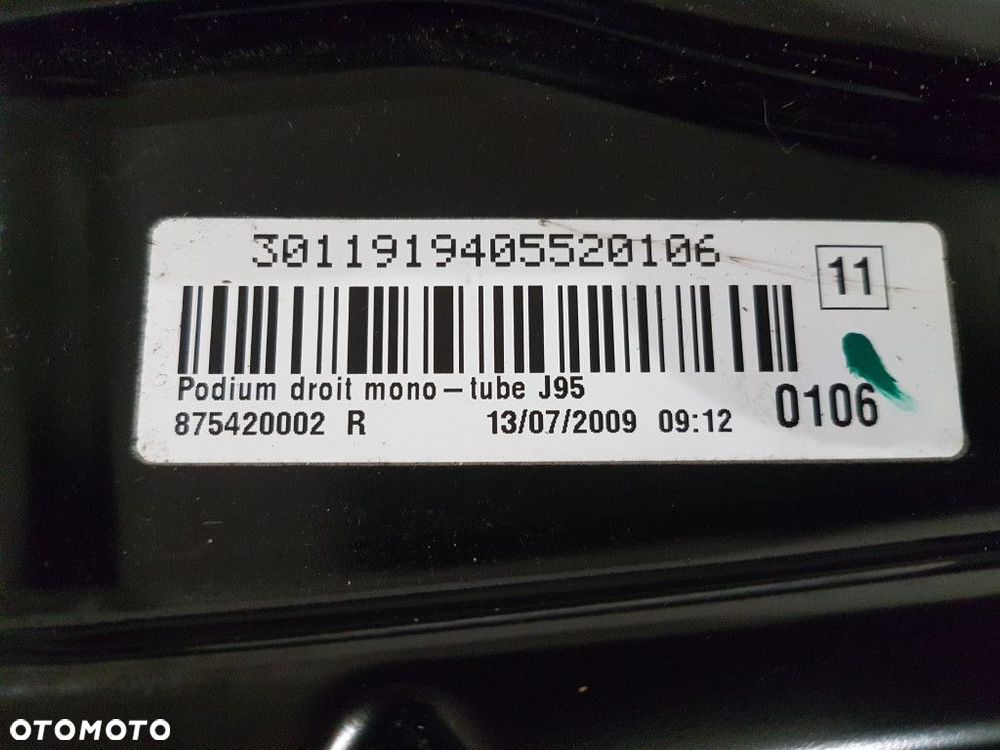 3011919405520106
11
Podium droit mono-tube J95
875420002 R 13/07/2009 09:12 0106
OTOMOTO